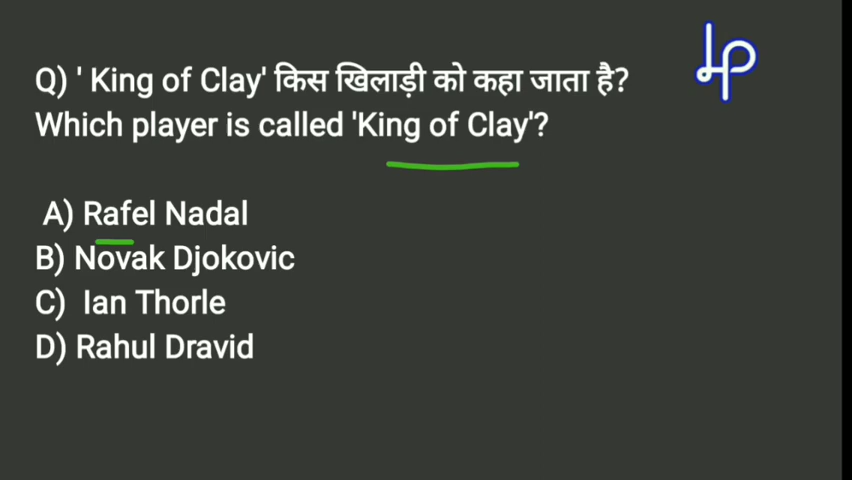 Q) ' King of Clay' किस खिलाड़ी को कहा जाता है?
Which player is called 'King of Clay'?
A) Rafel Nadal
B) Novak Djokovic
C) Ian Thorle
D) Rahul Dravid